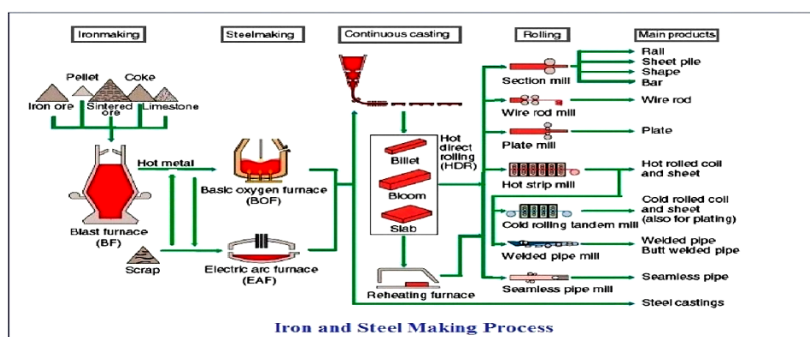 Ironmaking
Steelmaking
Continuous casting
Rolling
Main products
Pellet
Coke
Iron ore
Sintered
ore
Limestone
Hot metal
Blast furnace
(BF)
Scrap
Basic oxygen furnace
(BOF)
Electric arc furnace
(EAF)
Billet
Bloom
Slab
Hot
direct
rolling
(HDR)
Reheating furnace
Section mill
Wire rod mill
Plate mill
Hot strip mill
Cold rolling tandem mill
Welded pipe mill
Seamless pipe mill
Rail
Sheet pile
Shape
Bar
Wire rod
Plate
Hot rolled coil
and sheet
Cold rolled coil
and sheet
(also for plating)
Welded pipe
Butt welded pipe
Seamless pipe
Steel castings
Iron and Steel Making Process